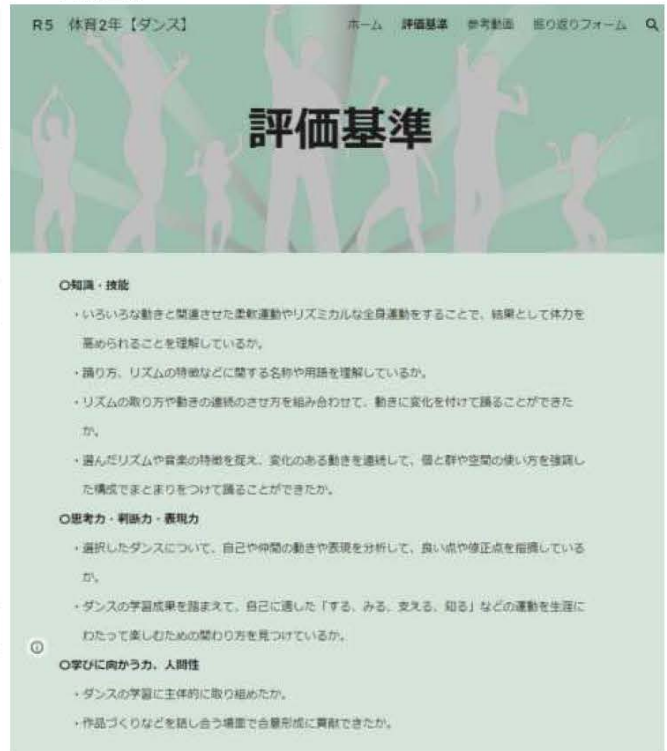 R5 体育2年【ダンス】
ホーム 評価基準 参考動画 振り返りフォーム
評価基準
〇知識・技能
・いろいろな動きと関連させた柔軟運動やリズミカルな全身運動をすることで、結果として体力を
高められることを理解しているか。
・踊り方、リズムの特徴などに関する名称や用語を理解しているか。
・リズムの取り方や動きの連続のさせ方を組み合わせて、動きに変化を付けて踊ることができた
か。
・選んだリズムや音楽の特徴を捉え、変化のある動きを連続して、個と群や空間の使い方を強調し
た構成でまとまりをつけて踊ることができたか。
〇思考力・判断力・表現力
・選択したダンスについて、自己や仲間の動きや表現を分析して、良い点や修正点を指摘している
か。
・ダンスの学習成果を踏まえて、自己に適した「する、みる、支える、知る」などの運動を生涯に
わたって楽しむための関わり方を見つけているか。
〇学びに向かう力、人間性
・ダンスの学習に主体的に取り組めたか。
・作品づくりなどを話し合う場面で合意形成に貢献できたか。